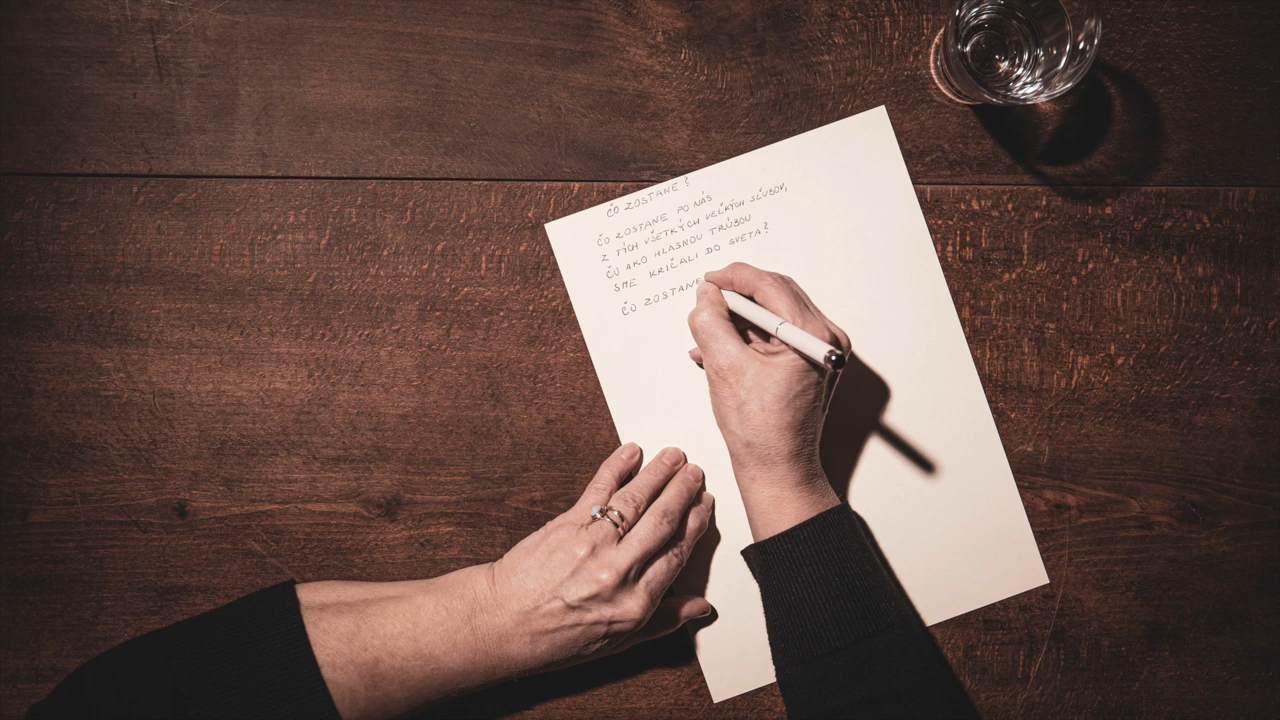 ČO ZOSTANE?
ČO ZOSTANE PO NÁS
Z TÝCH VŠETKÝCH VEĽKÝCH SĽUBOV,
ČU AKO HLASNOU TRÚBOU
SME KRIČALI DO SVETA?
ČO ZOSTANE